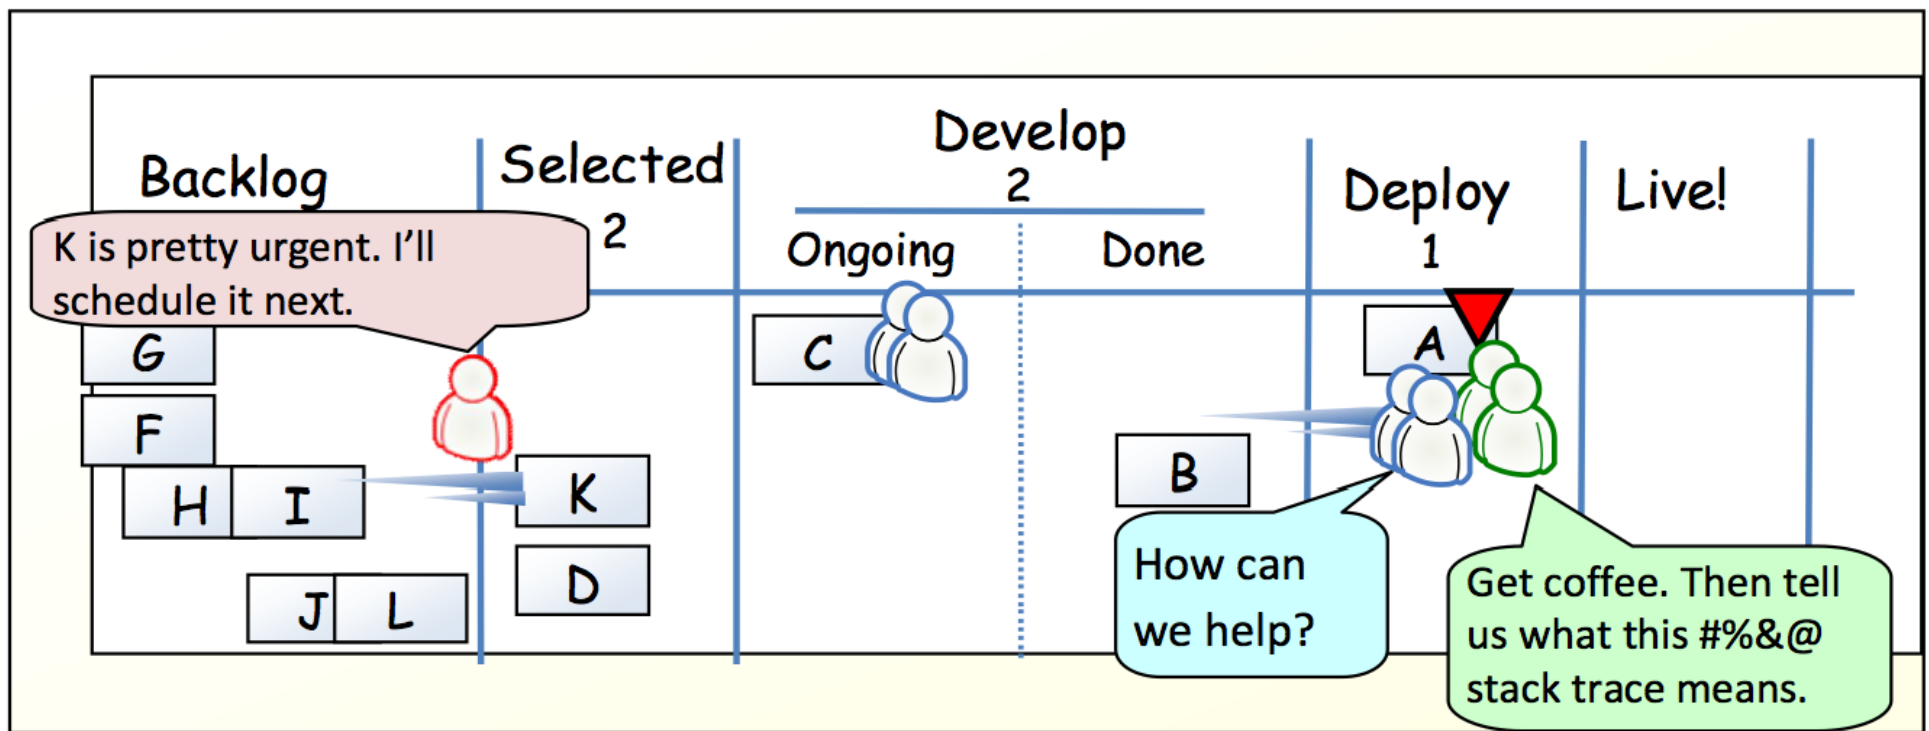 Backlog
Selected
2
Develop
2
Ongoing
Done
Deploy
1
Live!
K is pretty urgent. I'll
schedule it next.
G
F
H
I
J
L
K
D
C
B
A
How can
we help?
Get coffee. Then tell
us what this #%&@
stack trace means.